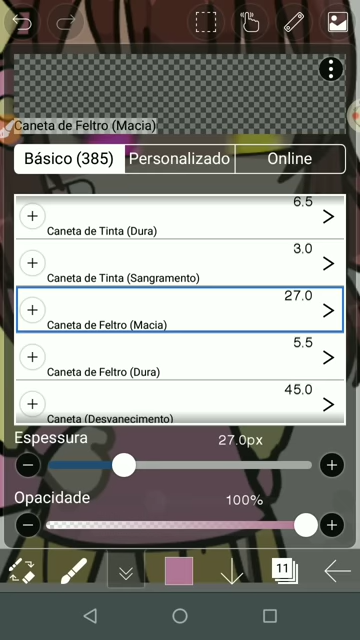 Caneta de Feltro (Macia)
Básico (385) Personalizado Online
6.5
Caneta de Tinta (Dura)
3.0
Caneta de Tinta (Sangramento)
27.0
Caneta de Feltro (Macia)
5.5
Caneta de Feltro (Dura)
45.0
Caneta (Desvanecimento)
Espessura 27.0px
Opacidade 100%
11